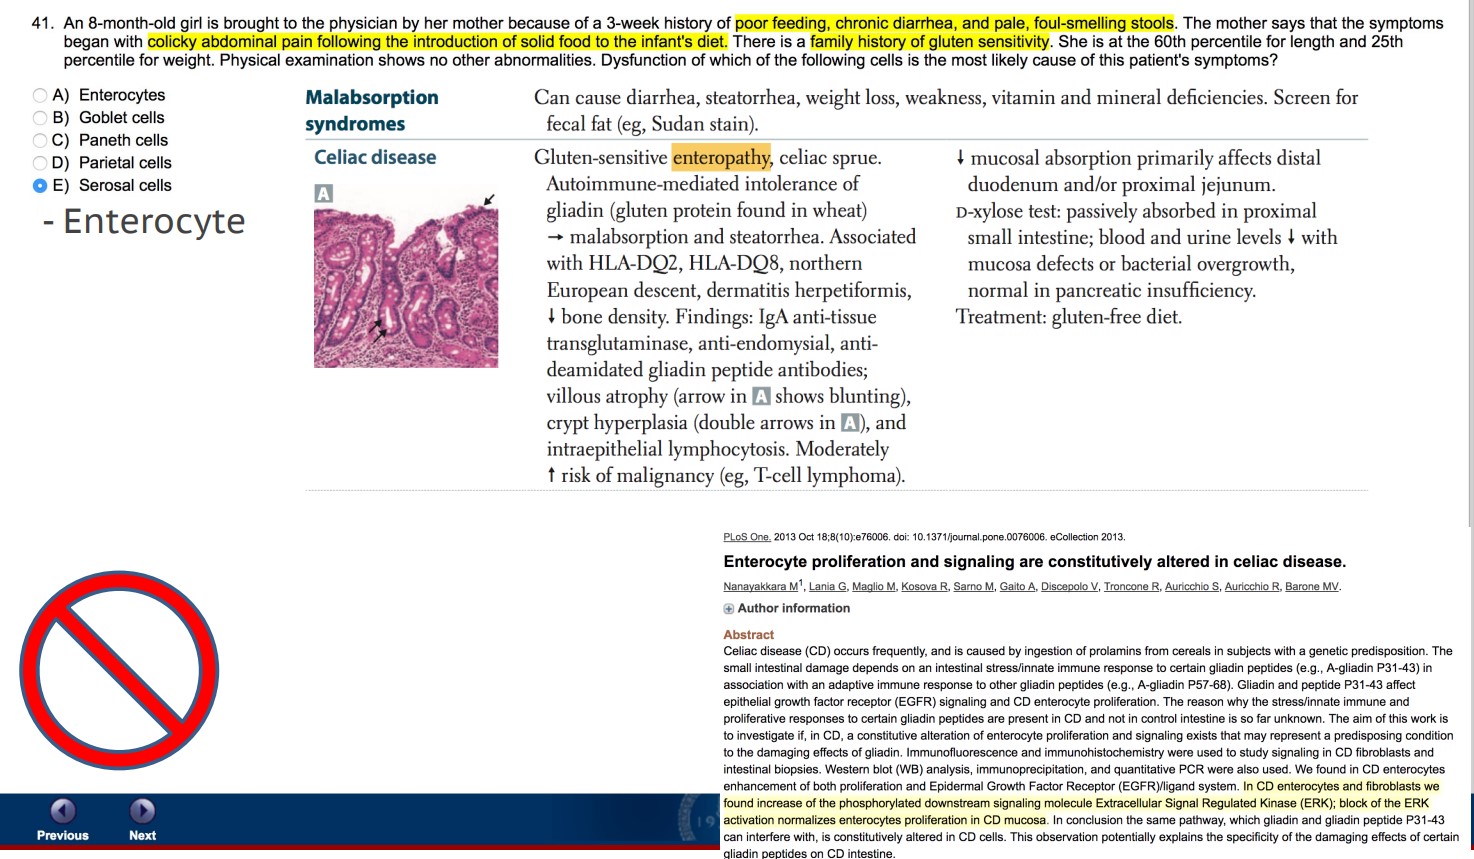 41. An 8-month-old girl is brought to the physician by her mother because of a 3-week history of poor feeding, chronic diarrhea, and pale, foul-smelling stools. The mother says that the symptoms
began with colicky abdominal pain following the introduction of solid food to the infant's diet. There is a family history of gluten sensitivity. She is at the 60th percentile for length and 25th
percentile for weight. Physical examination shows no other abnormalities. Dysfunction of which of the following cells is the most likely cause of this patient's symptoms?
A) Enterocytes
B) Goblet cells
C) Paneth cells
D) Parietal cells
E) Serosal cells
- Enterocyte
Malabsorption
syndromes
Can cause diarrhea, steatorrhea, weight loss, weakness, vitamin and mineral deficiencies. Screen for
fecal fat (eg, Sudan stain).
Celiac disease
A
Gluten-sensitive enteropathy, celiac sprue.
Autoimmune-mediated intolerance of
gliadin (gluten protein found in wheat)
→ malabsorption and steatorrhea. Associated
with HLA-DQ2, HLA-DQ8, northern
European descent, dermatitis herpetiformis,
↓ bone density. Findings: IgA anti-tissue
transglutaminase, anti-endomysial, anti-
deamidated gliadin peptide antibodies;
villous atrophy (arrow in A shows blunting),
crypt hyperplasia (double arrows in A), and
intraepithelial lymphocytosis. Moderately
↑ risk of malignancy (eg, T-cell lymphoma).
↓ mucosal absorption primarily affects distal
duodenum and/or proximal jejunum.
D-xylose test: passively absorbed in proximal
small intestine; blood and urine levels ↓ with
mucosa defects or bacterial overgrowth,
normal in pancreatic insufficiency.
Treatment: gluten-free diet.
PLoS One. 2013 Oct 18;8(10):e76006. doi: 10.1371/journal.pone.0076006. eCollection 2013.
Enterocyte proliferation and signaling are constitutively altered in celiac disease.
Nanayakkara M1, Lania G, Maglio M, Kosova R, Sarno M, Gaito A, Discepolo V, Troncone R, Auricchio S, Auricchio R, Barone MV.
Author information
Abstract
Celiac disease (CD) occurs frequently, and is caused by ingestion of prolamins from cereals in subjects with a genetic predisposition. The
small intestinal damage depends on an intestinal stress/innate immune response to certain gliadin peptides (e.g., A-gliadin P31-43) in
association with an adaptive immune response to other gliadin peptides (e.g., A-gliadin P57-68). Gliadin and peptide P31-43 affect
epithelial growth factor receptor (EGFR) signaling and CD enterocyte proliferation. The reason why the stress/innate immune and
proliferative responses to certain gliadin peptides are present in CD and not in control intestine is so far unknown. The aim of this work is
to investigate if, in CD, a constitutive alteration of enterocyte proliferation and signaling exists that may represent a predisposing condition
to the damaging effects of gliadin. Immunofluorescence and immunohistochemistry were used to study signaling in CD fibroblasts and
intestinal biopsies. Western blot (WB) analysis, immunoprecipitation, and quantitative PCR were also used. We found in CD enterocytes
enhancement of both proliferation and Epidermal Growth Factor Receptor (EGFR)/ligand system. In CD enterocytes and fibroblasts we
found increase of the phosphorylated downstream signaling molecule Extracellular Signal Regulated Kinase (ERK); block of the ERK
activation normalizes enterocytes proliferation in CD mucosa. In conclusion the same pathway, which gliadin and gliadin peptide P31-43
can interfere with, is constitutively altered in CD cells. This observation potentially explains the specificity of the damaging effects of certain
gliadin peptides on CD intestine.
Previous
Next